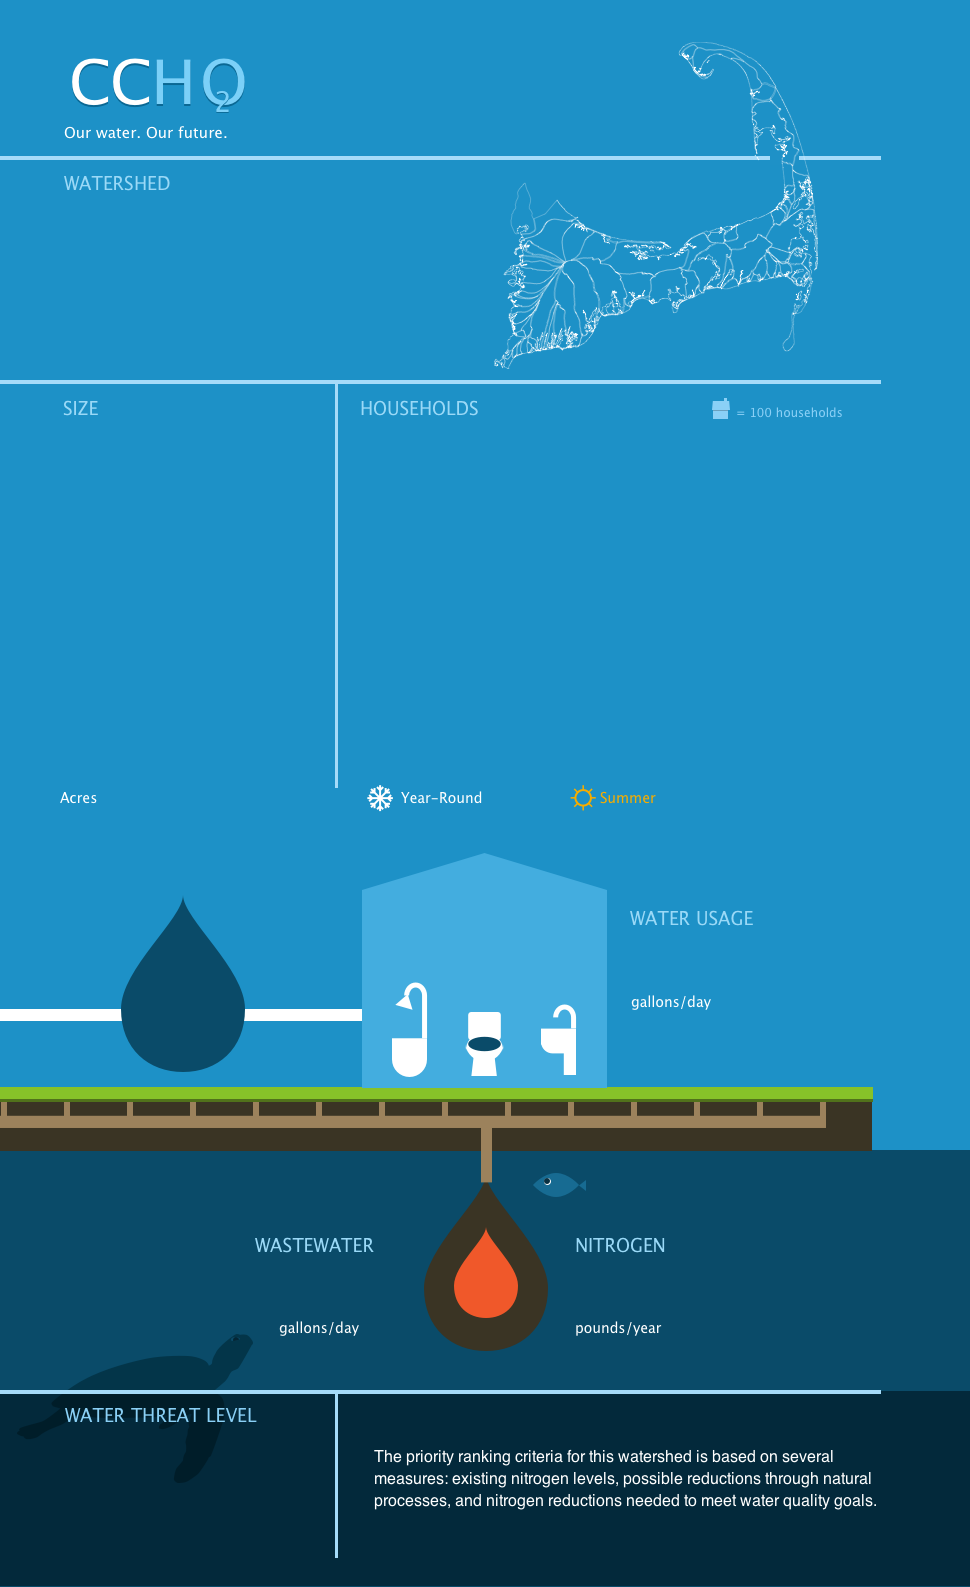 CCH2O
Our water. Our future.
WATERSHED
SIZE
HOUSEHOLDS
= 100 households
Acres
Year-Round
Summer
WATER USAGE
gallons/day
WASTEWATER
NITROGEN
gallons/day
pounds/year
WATER THREAT LEVEL
The priority ranking criteria for this watershed is based on several
measures: existing nitrogen levels, possible reductions through natural
processes, and nitrogen reductions needed to meet water quality goals.